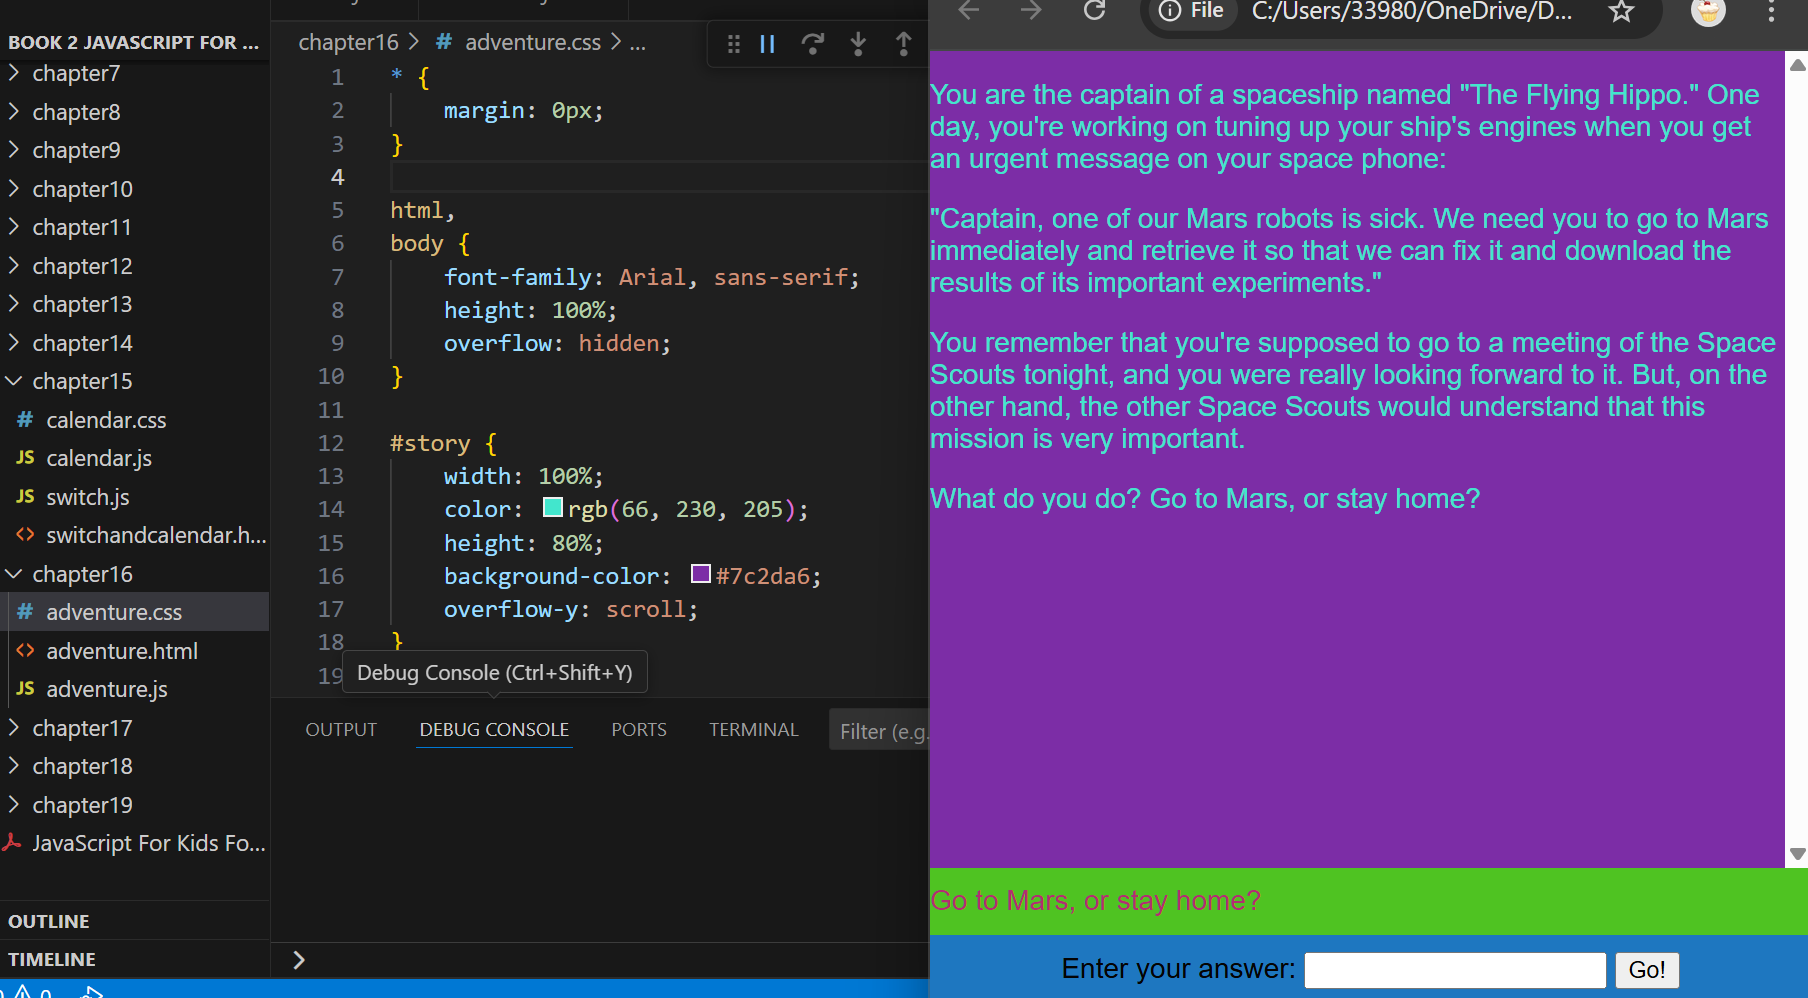 BOOK 2 JAVASCRIPT FOR ...
chapter7
chapter8
chapter9
chapter10
chapter11
chapter12
chapter13
chapter14
chapter15
# calendar.css
JS calendar.js
JS switch.js
<> switchandcalendar.h...
chapter16
# adventure.css
<> adventure.html
JS adventure.js
chapter17
chapter18
chapter19
JavaScript For Kids Fo...
OUTLINE
TIMELINE
chapter16 > # adventure.css > ...
1 * {
2 margin: 0px;
3 }
4
5 html,
6 body {
7 font-family: Arial, sans-serif;
8 height: 100%;
9 overflow: hidden;
10 }
11
12 #story {
13 width: 100%;
14 color: rgb(66, 230, 205);
15 height: 80%;
16 background-color: #7c2da6;
17 overflow-y: scroll;
18 }
19
Debug Console (Ctrl+Shift+Y)
OUTPUT DEBUG CONSOLE PORTS TERMINAL Filter (e.g.
>
File C:/Users/33980/OneDrive/D...
You are the captain of a spaceship named "The Flying Hippo." One
day, you're working on tuning up your ship's engines when you get
an urgent message on your space phone:
"Captain, one of our Mars robots is sick. We need you to go to Mars
immediately and retrieve it so that we can fix it and download the
results of its important experiments."
You remember that you're supposed to go to a meeting of the Space
Scouts tonight, and you were really looking forward to it. But, on the
other hand, the other Space Scouts would understand that this
mission is very important.
What do you do? Go to Mars, or stay home?
Go to Mars, or stay home?
Enter your answer: Go!